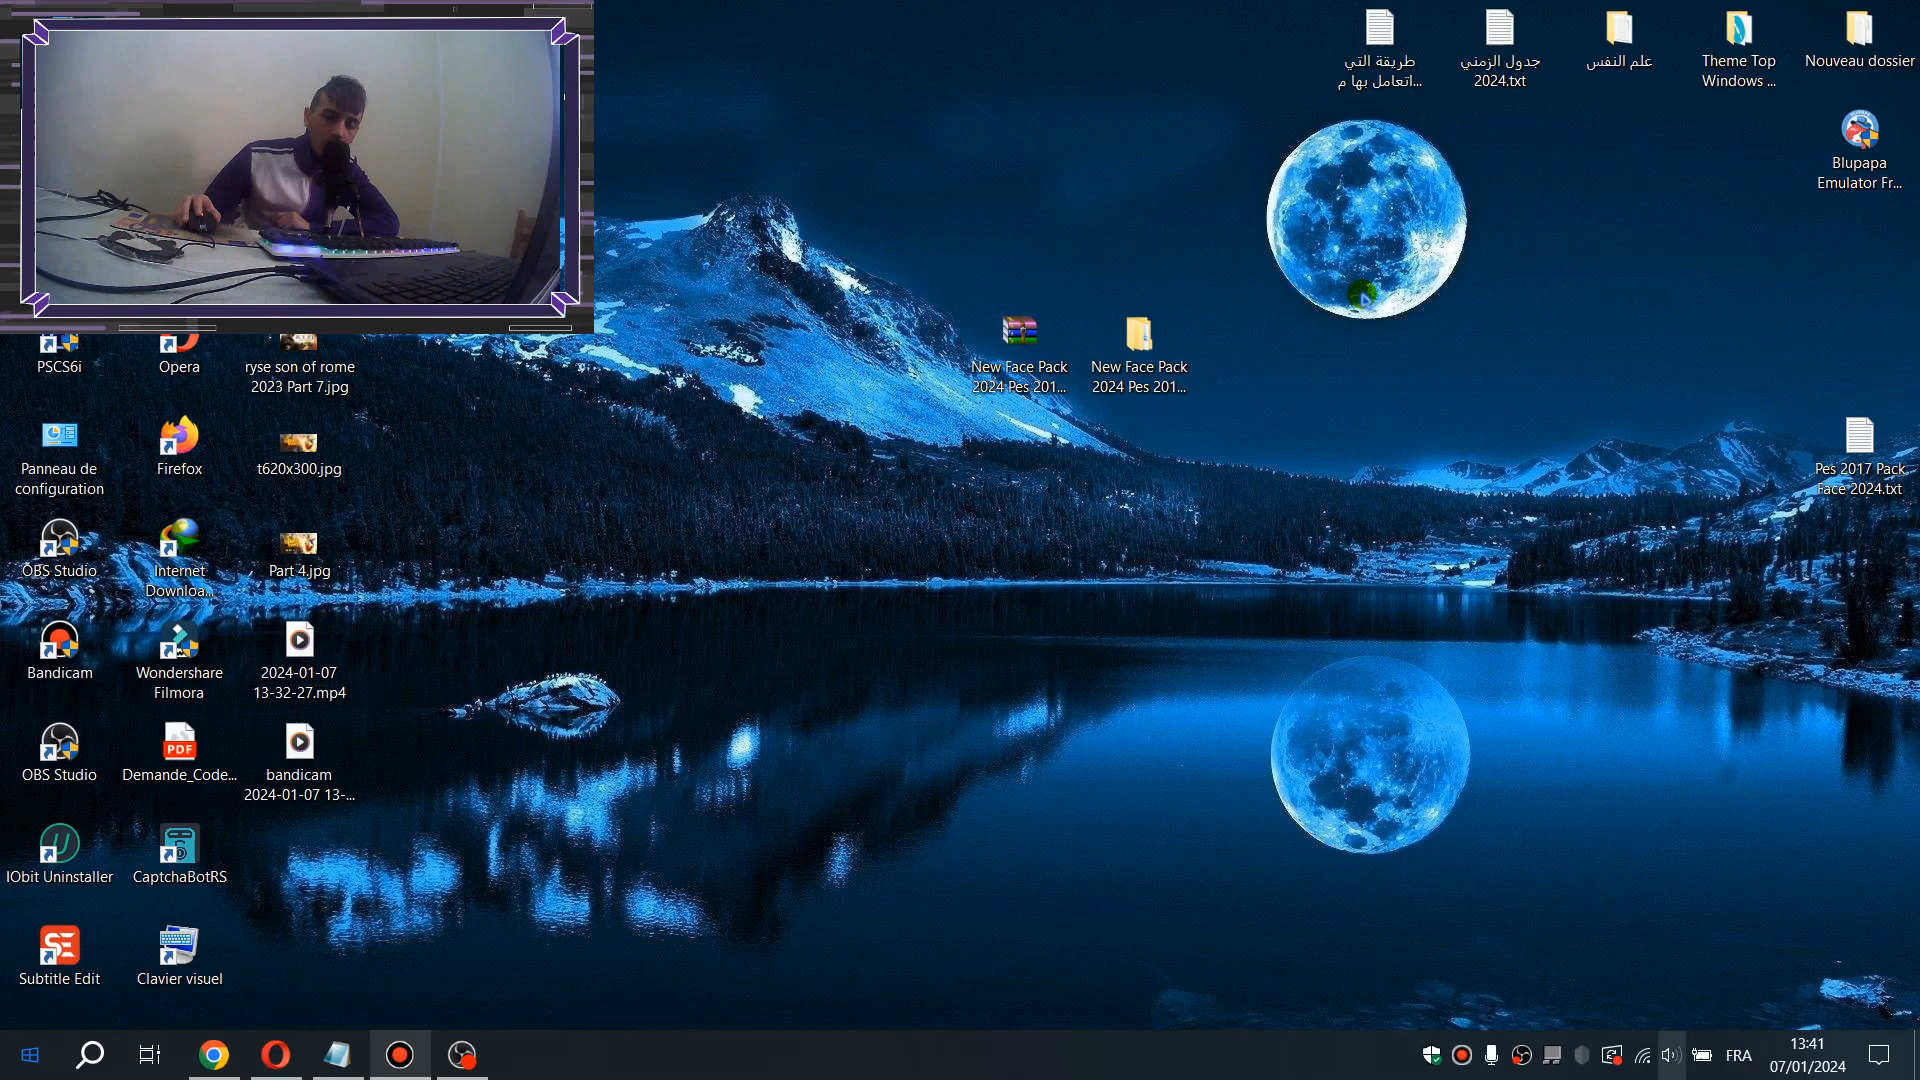 طريقة التي
اتعامل بها م...
جدول الزمني
2024.txt
علم النفس
Theme Top
Windows ...
Nouveau dossier
Blupapa
Emulator Fr...
PSCS6i
Opera
ryse son of rome
2023 Part 7.jpg
New Face Pack
2024 Pes 201...
New Face Pack
2024 Pes 201...
Panneau de
configuration
Firefox
t620x300.jpg
Pes 2017 Pack
Face 2024.txt
OBS Studio
Internet
Downloa...
Part 4.jpg
Bandicam
Wondershare
Filmora
2024-01-07
13-32-27.mp4
OBS Studio
PDF
Demande_Code...
bandicam
2024-01-07 13-...
IObit Uninstaller
CaptchaBotRS
SE
Subtitle Edit
Clavier visuel
FRA
13:41
07/01/2024